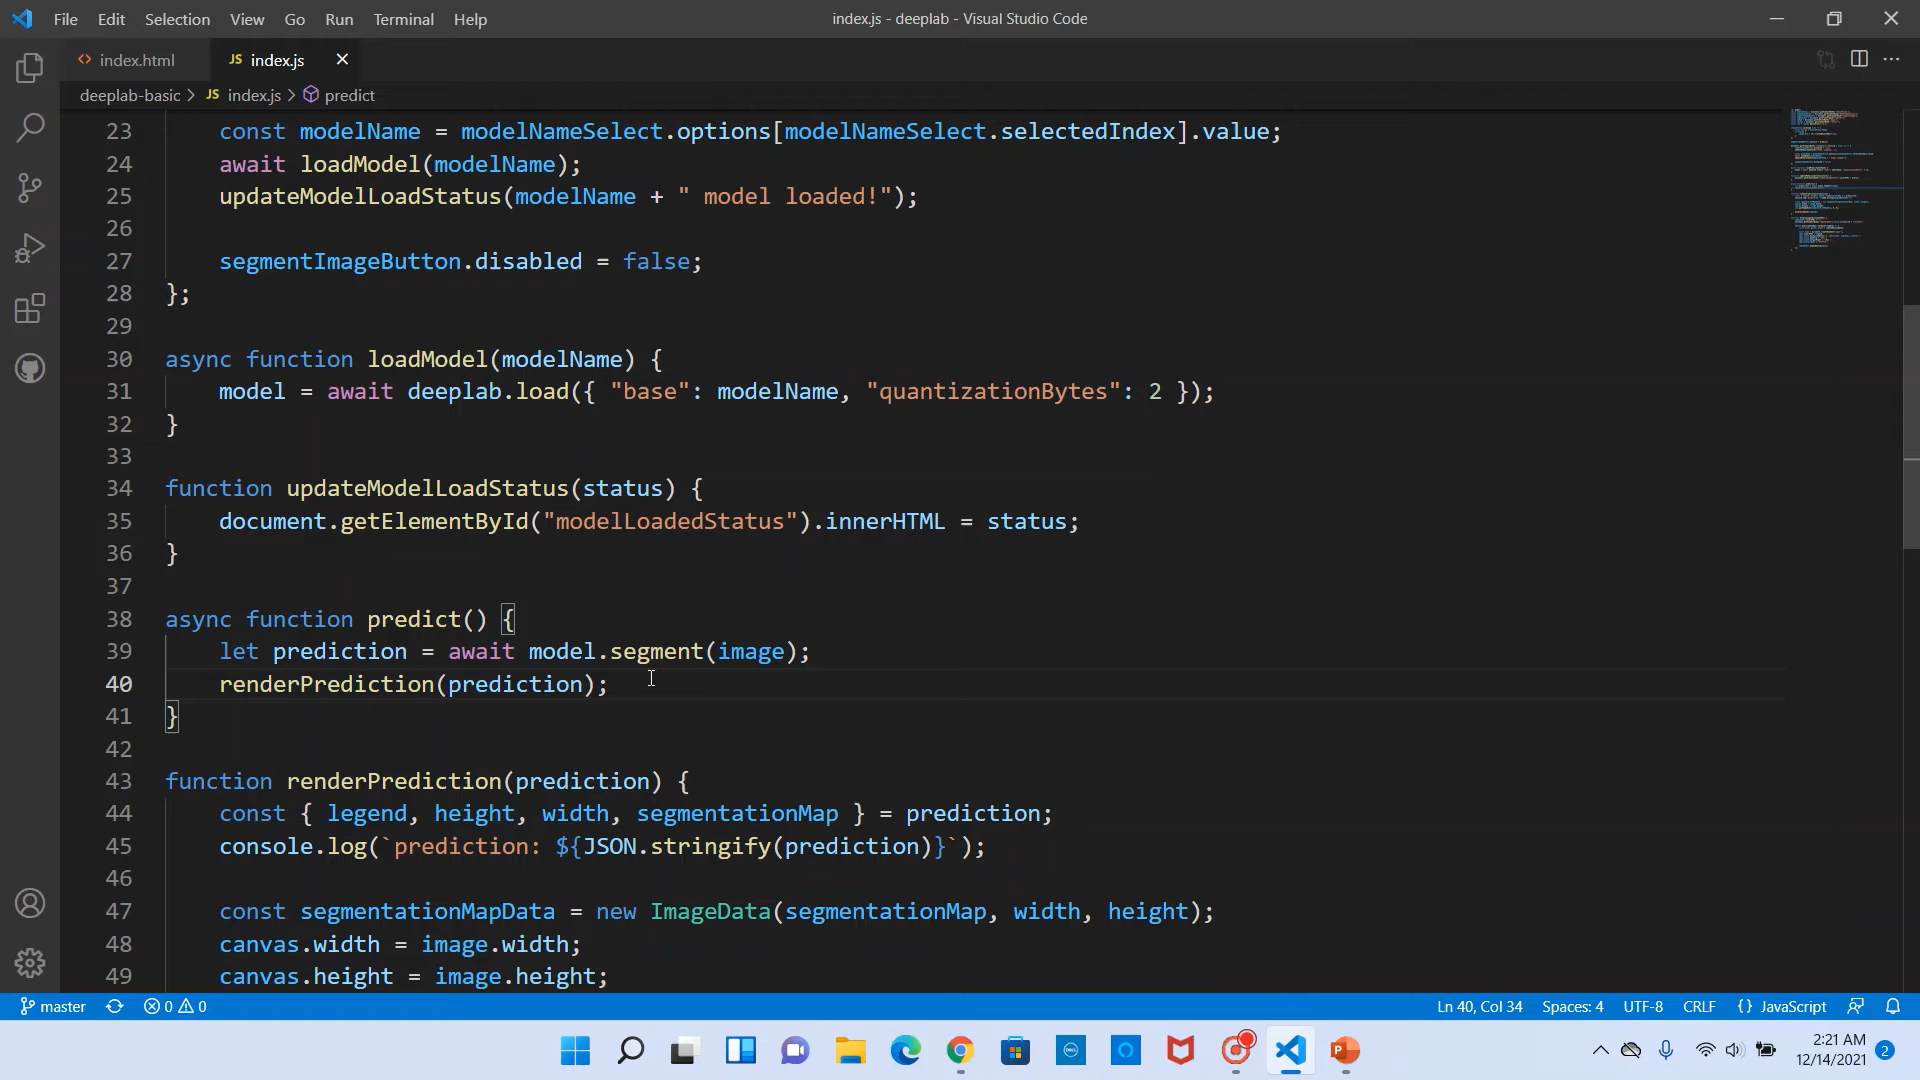 File Edit Selection View Go Run Terminal Help
index.js - deeplab - Visual Studio Code
index.html
JS index.js
deeplab-basic > JS index.js > predict
23 const modelName = modelNameSelect.options[modelNameSelect.selectedIndex].value;
24 await loadModel(modelName);
25 updateModelLoadStatus(modelName + " model loaded!");
26
27 segmentImageButton.disabled = false;
28 };
29
30 async function loadModel(modelName) {
31 model = await deeplab.load({ "base": modelName, "quantizationBytes": 2 });
32 }
33
34 function updateModelLoadStatus(status) {
35 document.getElementById("modelLoadedStatus").innerHTML = status;
36 }
37
38 async function predict() {
39 let prediction = await model.segment(image);
40 renderPrediction(prediction);
41 }
42
43 function renderPrediction(prediction) {
44 const { legend, height, width, segmentationMap } = prediction;
45 console.log(`prediction: ${JSON.stringify(prediction)}`);
46
47 const segmentationMapData = new ImageData(segmentationMap, width, height);
48 canvas.width = image.width;
49 canvas.height = image.height;
master 0 0 Ln 40, Col 34 Spaces: 4 UTF-8 CRLF {} JavaScript
2:21 AM
12/14/2021 2